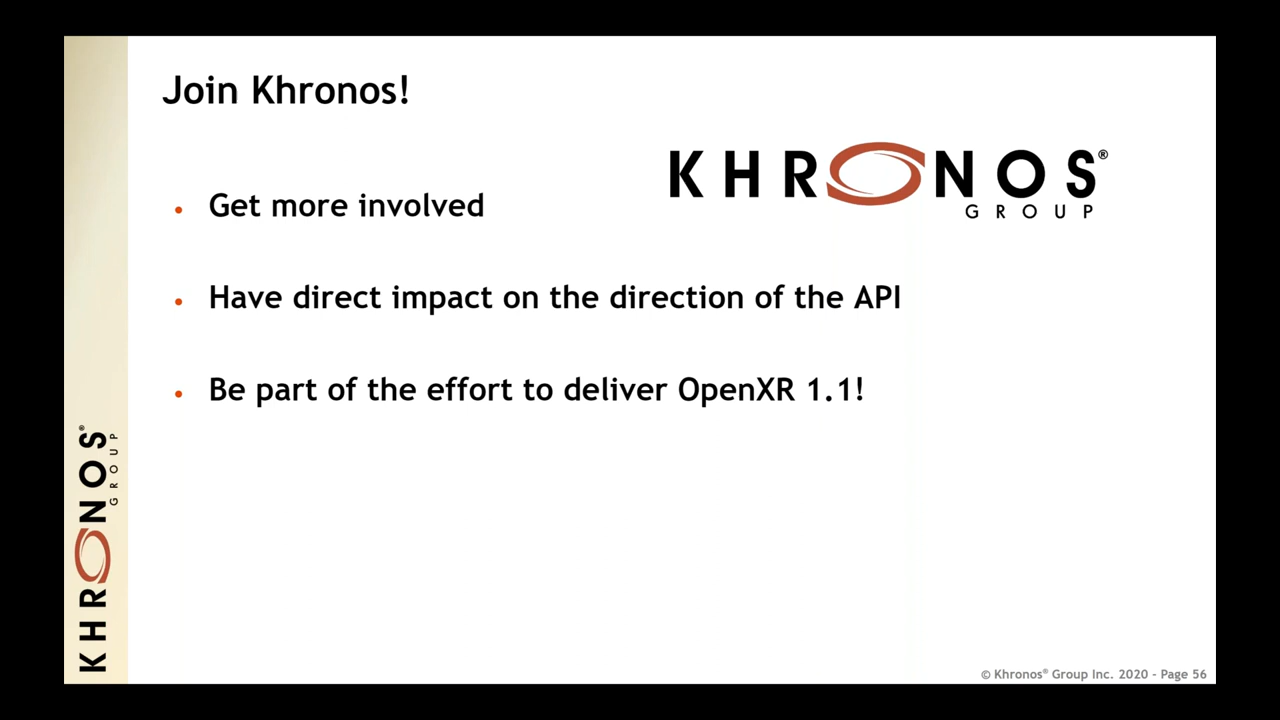 Join Khronos!
KHRONOS®
GROUP
• Get more involved
• Have direct impact on the direction of the API
• Be part of the effort to deliver OpenXR 1.1!
KHRONOS®
GROUP
© Khronos® Group Inc. 2020 - Page 56